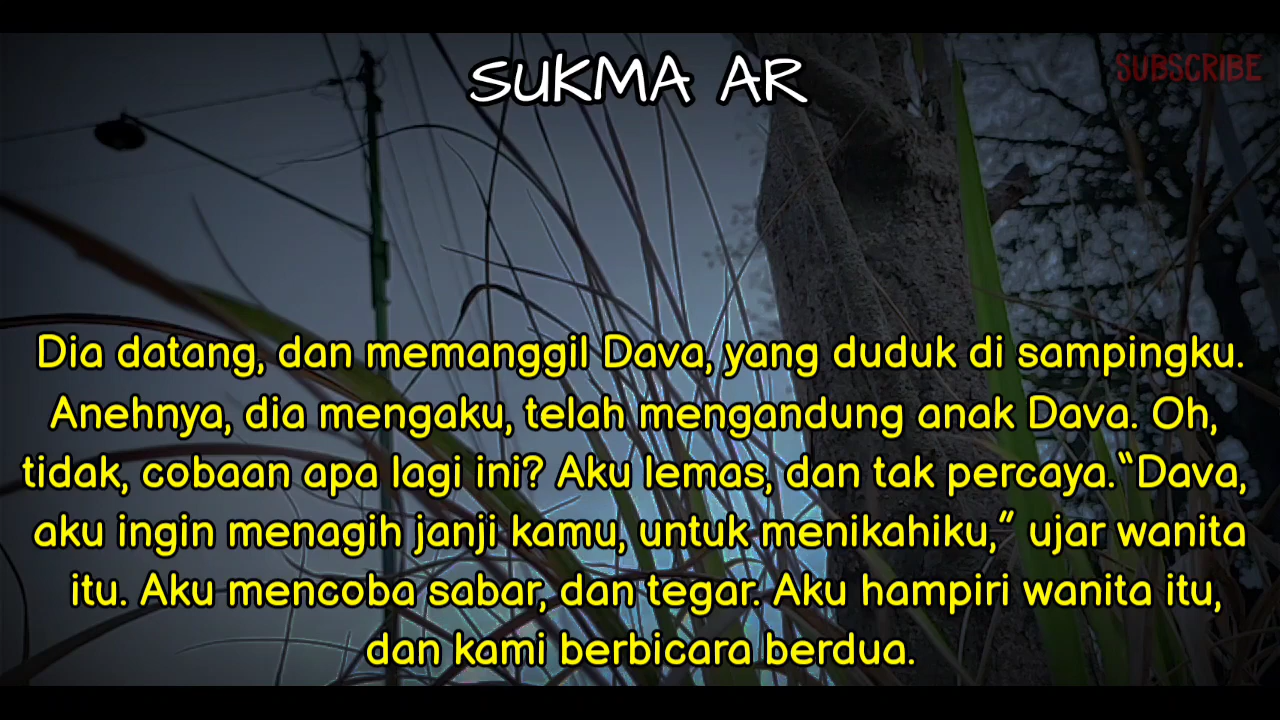 SUKMA AR
SUBSCRIBE
Dia datang, dan memanggil Dava, yang duduk di sampingku.
Anehnya, dia mengaku, telah mengandung anak Dava. Oh,
tidak, cobaan apa lagi ini? Aku lemas, dan tak percaya.“Dava,
aku ingin menagih janji kamu, untuk menikahiku,” ujar wanita
itu. Aku mencoba sabar, dan tegar. Aku hampiri wanita itu,
dan kami berbicara berdua.